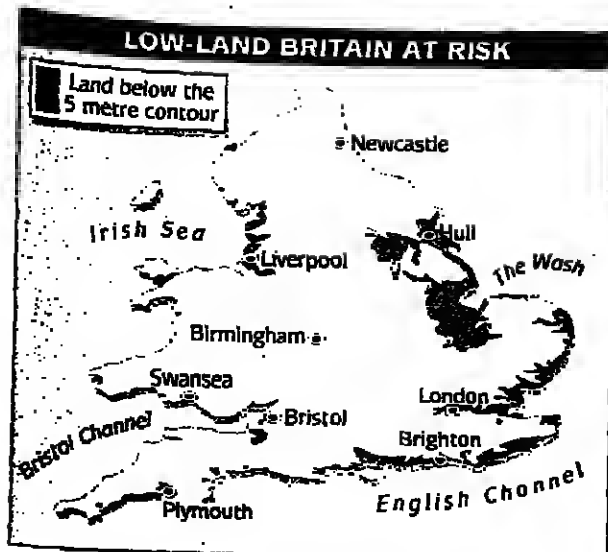 LOW-LAND BRITAIN AT RISK
Land below the
5 metre contour
Newcastle
Irish Sea
Hull
Liverpool
The Wash
Birmingham
Swansea
London
Bristol Channel
Bristol
Brighton
English Channel
Plymouth